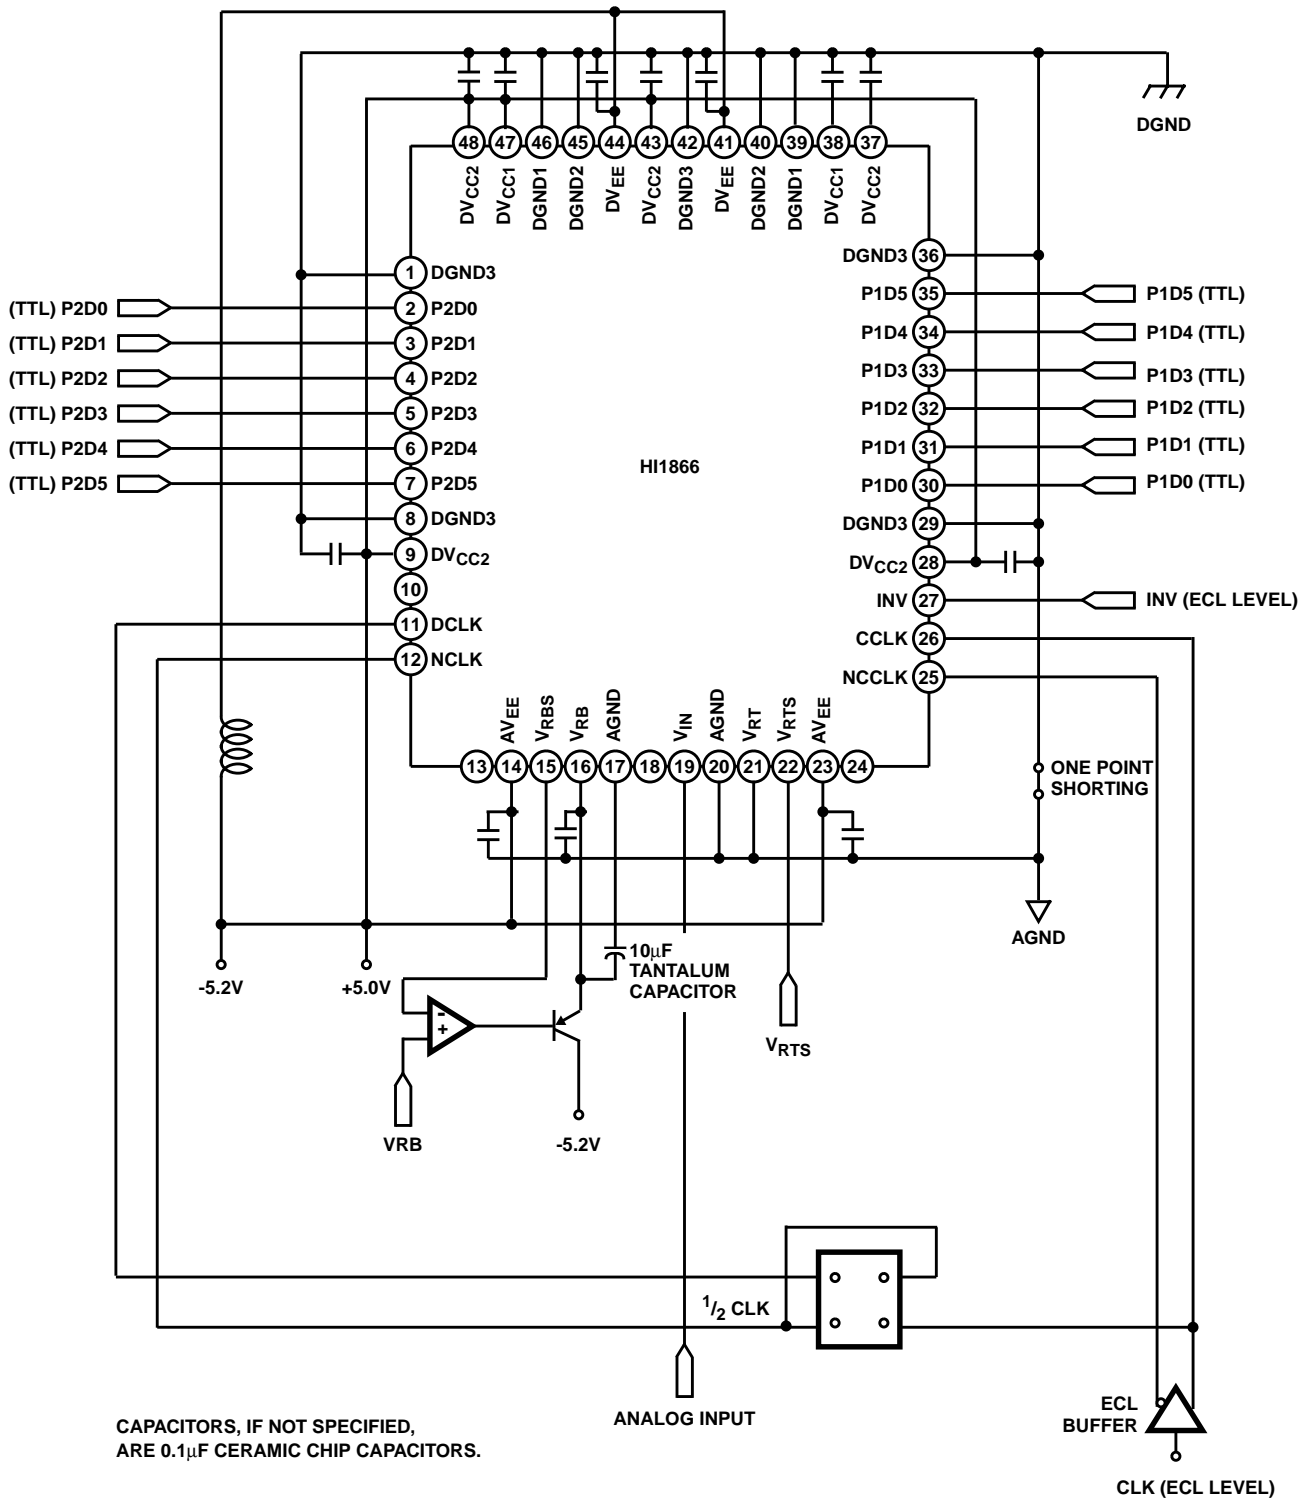 DGND
48 47 46 45 44 43 42 41 40 39 38 37
DVCC2 DVCC1 DGND1 DGND2 DVEE DVCC2 DGND3 DVEE DGND2 DGND1 DVCC1 DVCC2
DGND3 36
1 DGND3
P1D5 35 P1D5 (TTL)
(TTL) P2D0 2 P2D0
P1D4 34 P1D4 (TTL)
(TTL) P2D1 3 P2D1
P1D3 33 P1D3 (TTL)
(TTL) P2D2 4 P2D2
P1D2 32 P1D2 (TTL)
(TTL) P2D3 5 P2D3
P1D1 31 P1D1 (TTL)
(TTL) P2D4 6 P2D4
HI1866
P1D0 30 P1D0 (TTL)
(TTL) P2D5 7 P2D5
8 DGND3
DGND3 29
9 DVCC2
DVCC2 28
10
INV 27 INV (ECL LEVEL)
11 DCLK
CCLK 26
12 NCLK
NCCLK 25
AVEE VRBS VRB AGND VIN AGND VRT VRTS AVEE
13 14 15 16 17 18 19 20 21 22 23 24
ONE POINT
SHORTING
AGND
10μF
TANTALUM
CAPACITOR
-5.2V
+5.0V
-
+
VRTS
VRB
-5.2V
1/2 CLK
ANALOG INPUT
ECL
BUFFER
CAPACITORS, IF NOT SPECIFIED,
ARE 0.1μF CERAMIC CHIP CAPACITORS.
CLK (ECL LEVEL)